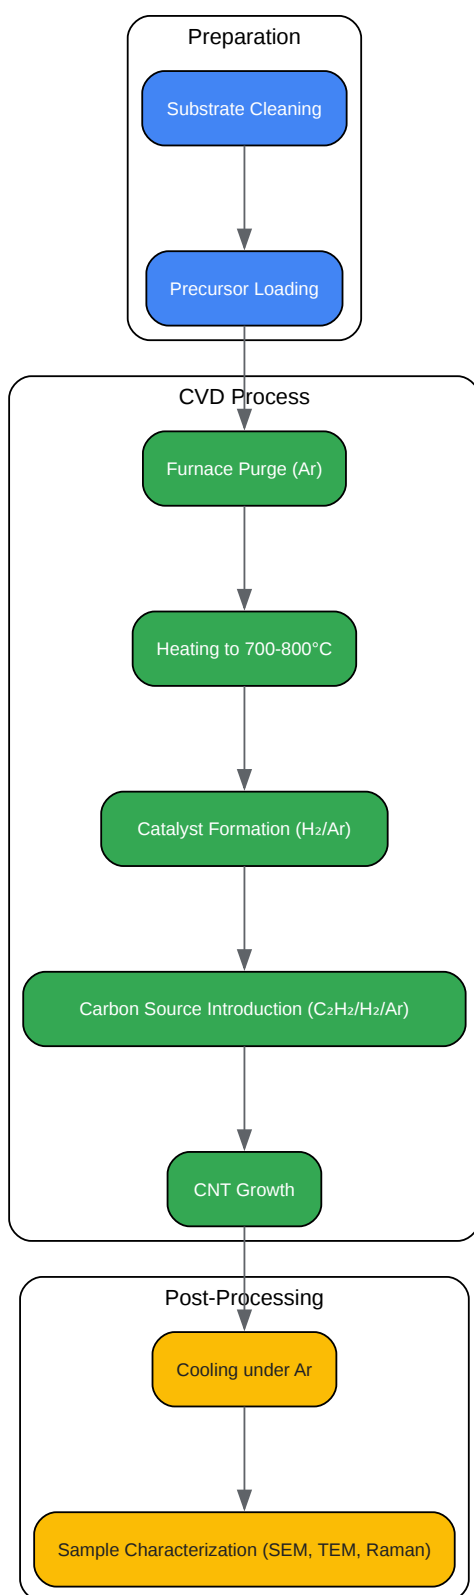 Preparation
Substrate Cleaning
Precursor Loading
CVD Process
Furnace Purge (Ar)
Heating to 700-800°C
Catalyst Formation (H₂/Ar)
Carbon Source Introduction (C₂H₂/H₂/Ar)
CNT Growth
Post-Processing
Cooling under Ar
Sample Characterization (SEM, TEM, Raman)